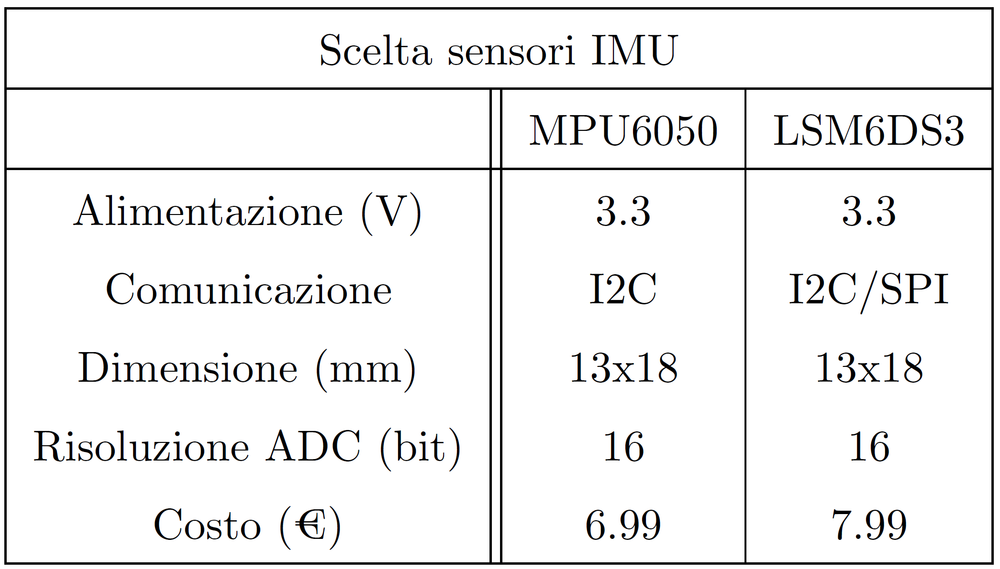 Scelta sensori IMU
MPU6050 LSM6DS3
Alimentazione (V) 3.3 3.3
Comunicazione I2C I2C/SPI
Dimensione (mm) 13x18 13x18
Risoluzione ADC (bit) 16 16
Costo (€) 6.99 7.99